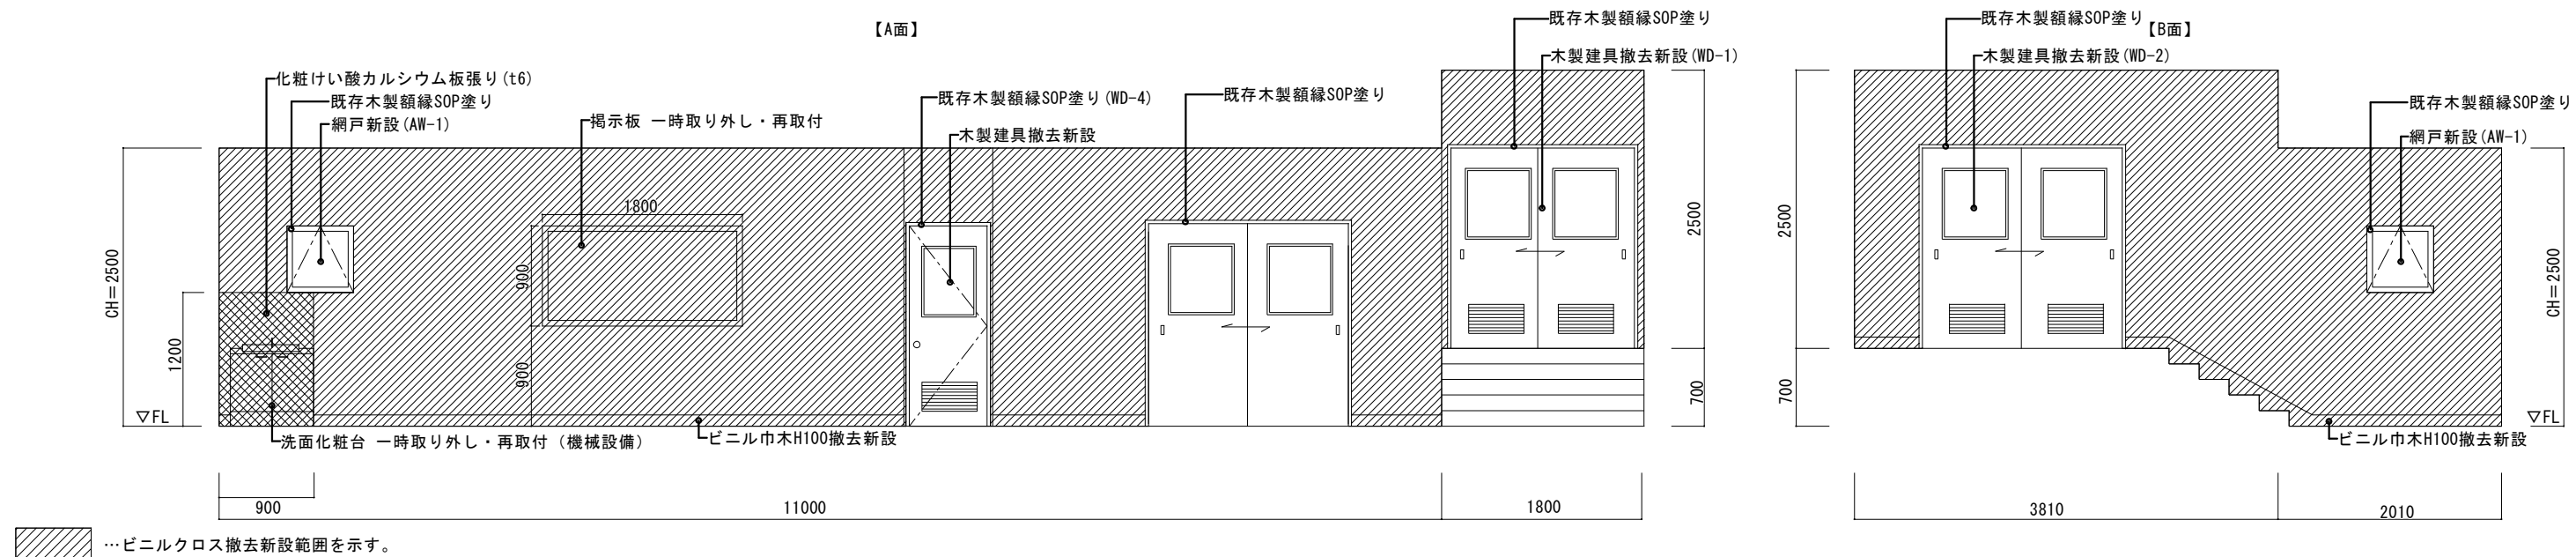 【A面】
既存木製額縁SOP塗り
木製建具撤去新設(WD-1)
化粧けい酸カルシウム板張り(t6)
既存木製額縁SOP塗り
網戸新設(AW-1)
掲示板 一時取り外し・再取付
既存木製額縁SOP塗り(WD-4)
木製建具撤去新設
既存木製額縁SOP塗り
1800
900
900
CH=2500
1200
▽FL
2500
700
洗面化粧台 一時取り外し・再取付（機械設備）
ビニル巾木H100撤去新設
900
11000
1800
【B面】
既存木製額縁SOP塗り
木製建具撤去新設(WD-2)
既存木製額縁SOP塗り
網戸新設(AW-1)
2500
700
CH=2500
▽FL
ビニル巾木H100撤去新設
3810
2010
…ビニルクロス撤去新設範囲を示す。